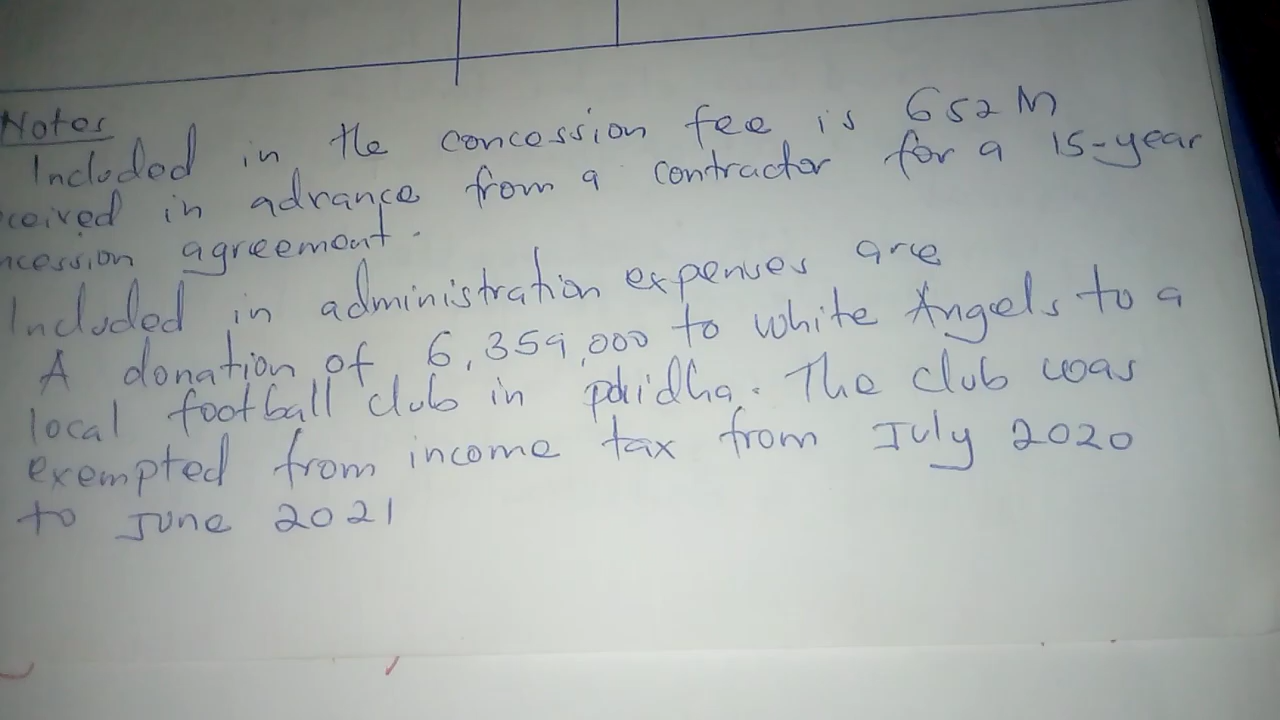 Notes
Included in the concession fee is 652M
ceived in advance from a contractor for a 15-year
ncession agreement.
Included in administration expenses are
A donation of 6,359,000 to white Angels to a
local football club in paidha. The club was
exempted from income tax from July 2020
to June 2021